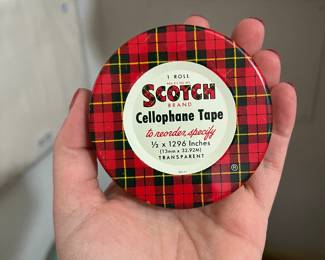 1 ROLL
SCOTCH
BRAND
Cellophane Tape
to reorder, specify
½ x 1296 Inches
(13mm x 32.92M)
TRANSPARENT
®